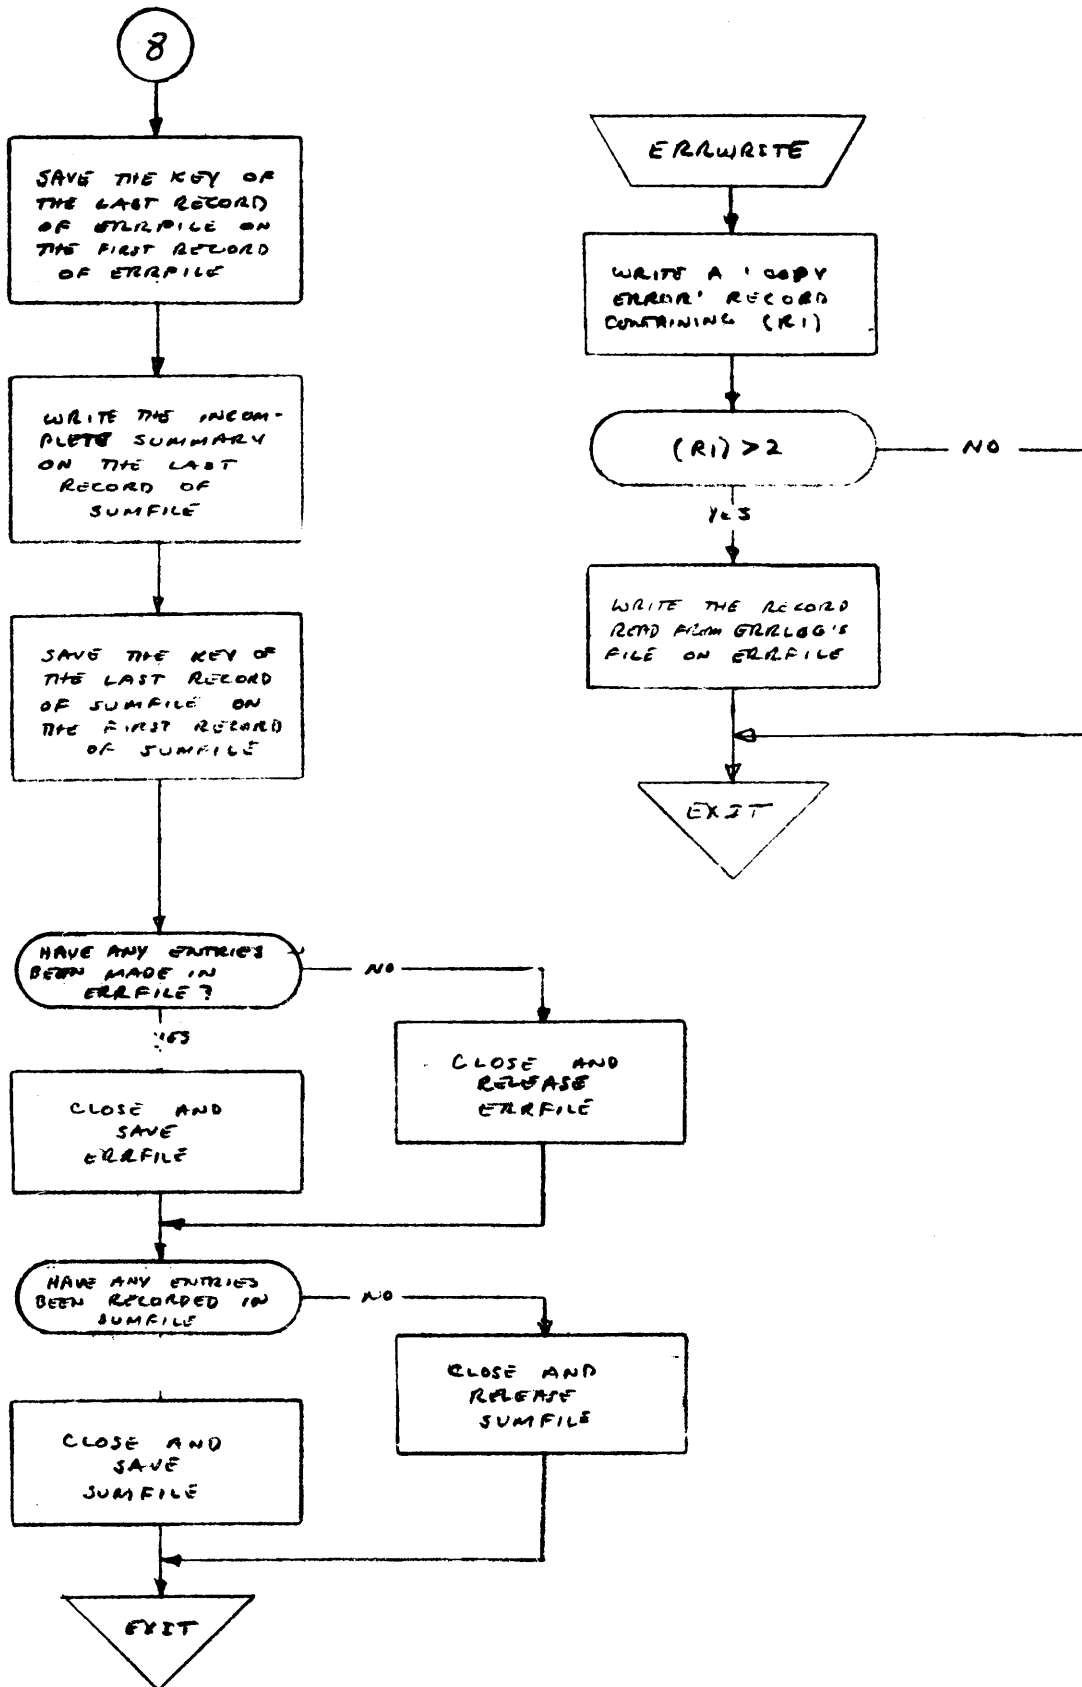 8
SAVE THE KEY OF
THE LAST RECORD
OF ERRFILE ON
THE FIRST RECORD
OF ERRFILE
WRITE THE INCOM-
PLETE SUMMARY
ON THE LAST
RECORD OF
SUMFILE
SAVE THE KEY OF
THE LAST RECORD
OF SUMFILE ON
THE FIRST RECORD
OF SUMFILE
HAVE ANY ENTRIES
BEEN MADE IN
ERRFILE?
NO
YES
CLOSE AND
RELEASE
ERRFILE
CLOSE AND
SAVE
ERRFILE
HAVE ANY ENTRIES
BEEN RECORDED IN
SUMFILE
NO
CLOSE AND
RELEASE
SUMFILE
CLOSE AND
SAVE
SUMFILE
EXIT
ERRWRITE
WRITE A 'COPY
ERROR' RECORD
CONTAINING (R1)
(R1) > 2
NO
YES
WRITE THE RECORD
READ FROM ERRLOG'S
FILE ON ERRFILE
EXIT